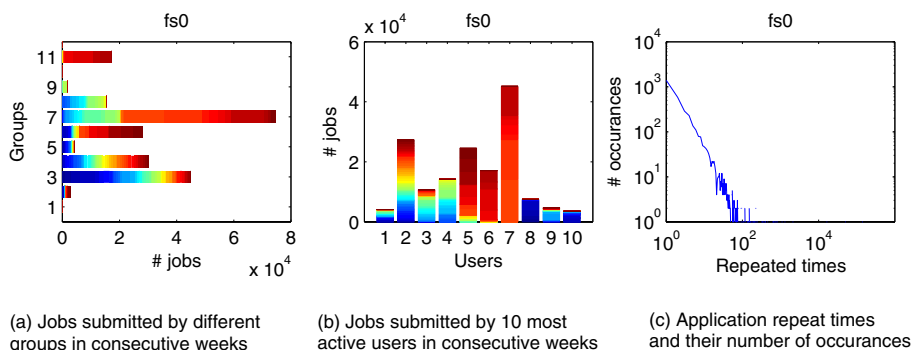 fs0
11
9
7
5
3
1
Groups
0 2 4 6 8
# jobs
x 10^4
(a) Jobs submitted by different
groups in consecutive weeks
fs0
x 10^4
6
4
2
0
# jobs
1 2 3 4 5 6 7 8 9 10
Users
(b) Jobs submitted by 10 most
active users in consecutive weeks
fs0
10^4
10^3
10^2
10^1
10^0
# occurances
10^0 10^2 10^4
Repeated times
(c) Application repeat times
and their number of occurances